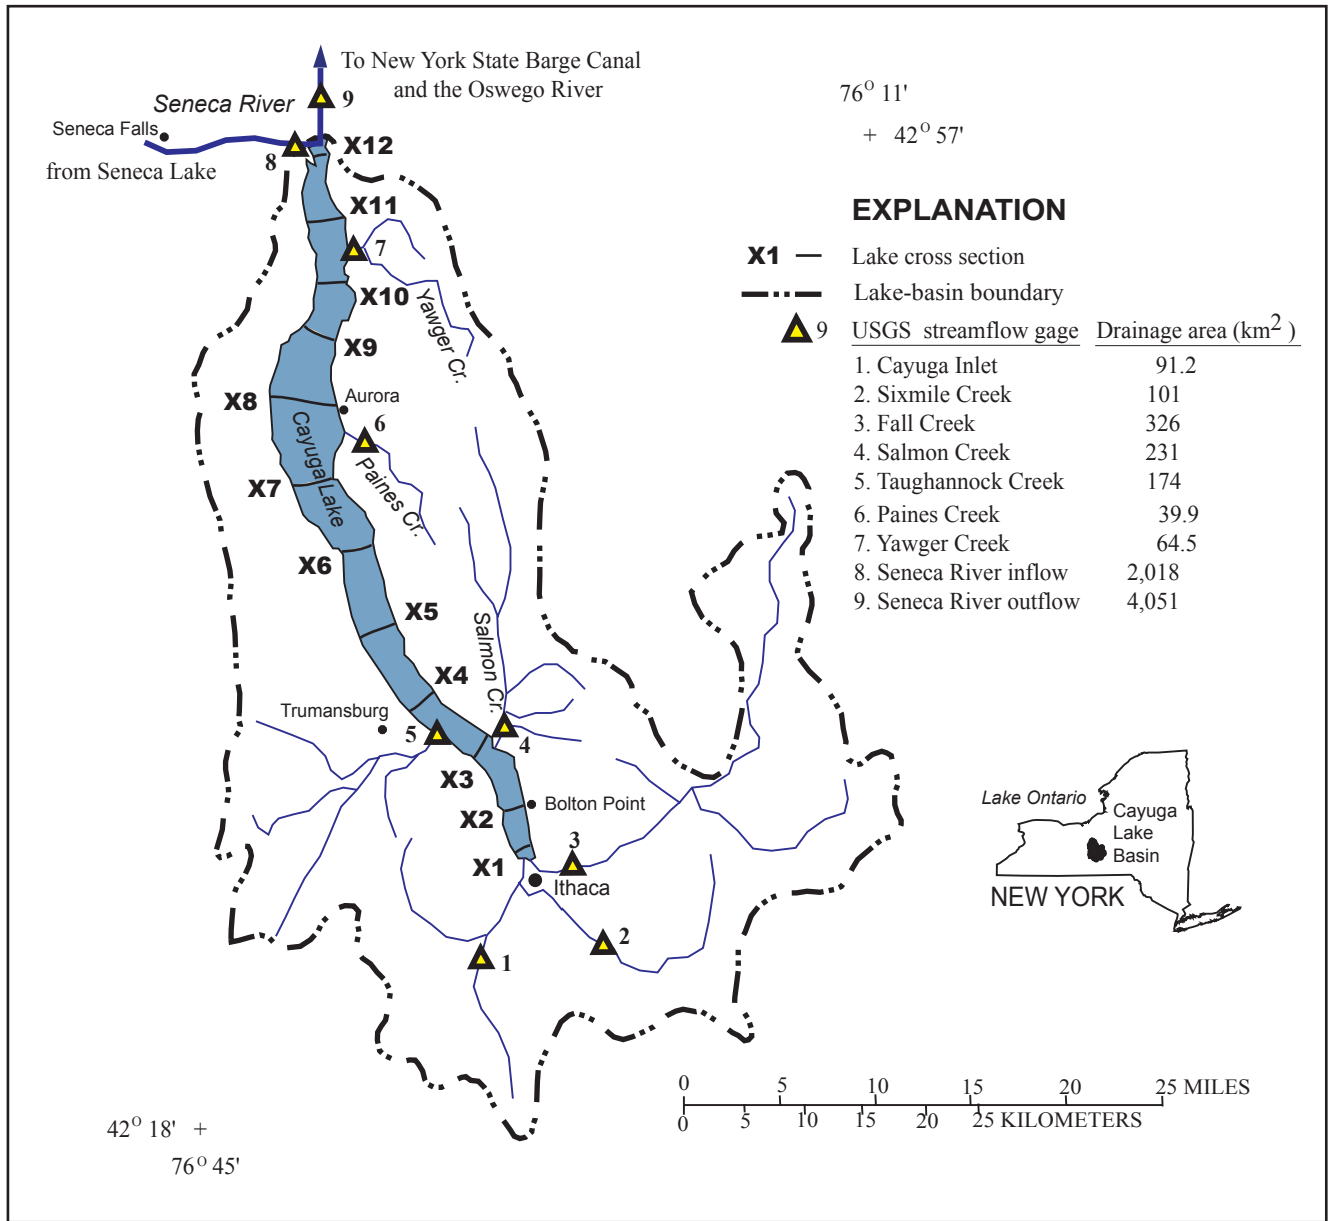 To New York State Barge Canal
and the Oswego River
Seneca River
9
Seneca Falls
8
from Seneca Lake
X12
76° 11'
+ 42° 57'
X11
7
X10
Yawger Cr.
X9
X8
Aurora
6
Cayuga Lake
Paines Cr.
X7
X6
X5
Salmon Cr.
X4
Trumansburg
5
4
X3
Bolton Point
X2
X1
3
Ithaca
2
1
EXPLANATION
X1 — Lake cross section
Lake-basin boundary
9 USGS streamflow gage Drainage area (km²)
1. Cayuga Inlet 91.2
2. Sixmile Creek 101
3. Fall Creek 326
4. Salmon Creek 231
5. Taughannock Creek 174
6. Paines Creek 39.9
7. Yawger Creek 64.5
8. Seneca River inflow 2,018
9. Seneca River outflow 4,051
Lake Ontario
Cayuga
Lake
Basin
NEW YORK
0 5 10 15 20 25 MILES
0 5 10 15 20 25 KILOMETERS
42° 18' +
76° 45'